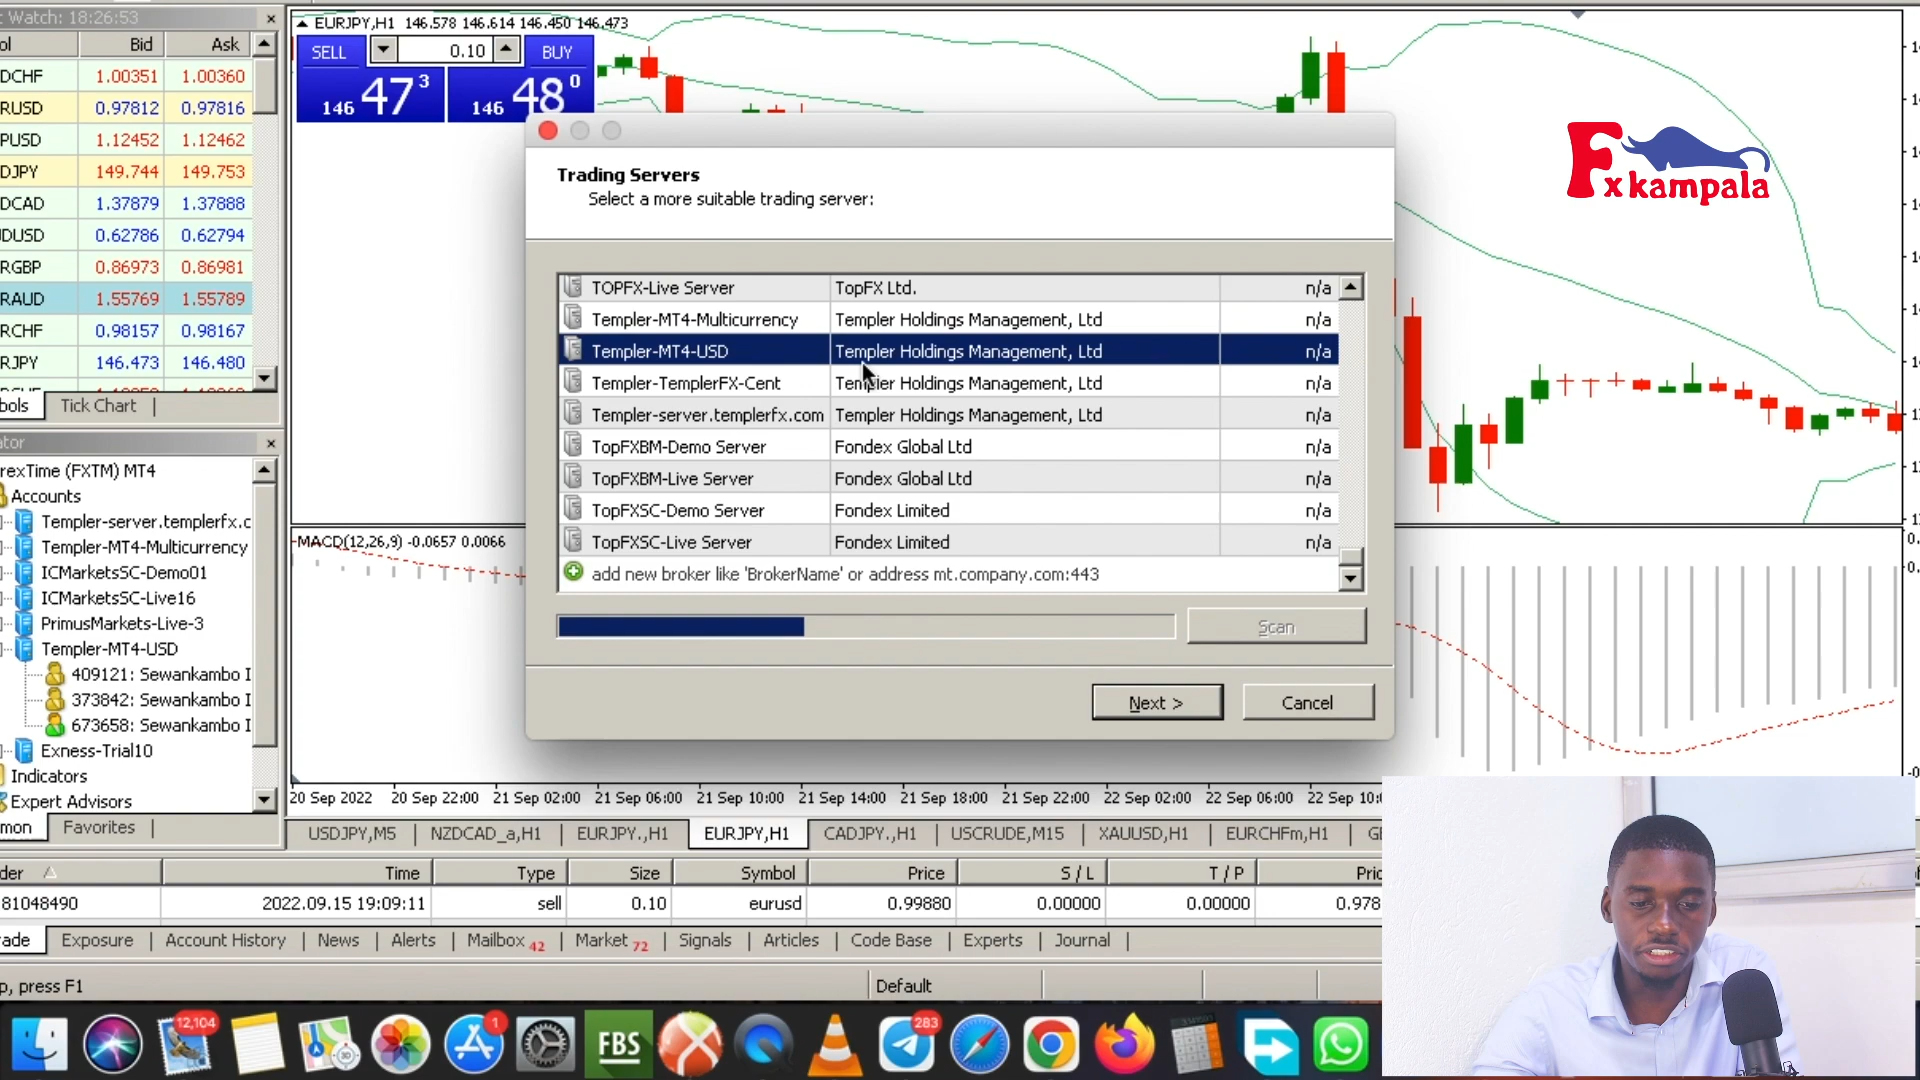 t Watch: 18:26:53
ol Bid Ask
DCHF 1.00351 1.00360
RUSD 0.97812 0.97816
PUSD 1.12452 1.12462
DJPY 149.744 149.753
DCAD 1.37879 1.37888
JDUSD 0.62786 0.62794
RGBP 0.86973 0.86981
RAUD 1.55769 1.55789
RCHF 0.98157 0.98167
RJPY 146.473 146.480
bols Tick Chart
ator
rexTime (FXTM) MT4
Accounts
Templer-server.templerfx.c
Templer-MT4-Multicurrency
ICMarketsSC-Demo01
ICMarketsSC-Live16
PrimusMarkets-Live-3
Templer-MT4-USD
409121: Sewankambo I
373842: Sewankambo I
673658: Sewankambo I
Exness-Trial10
Indicators
Expert Advisors
mon Favorites
EURJPY,H1 146.578 146.614 146.450 146.473
SELL 0.10 BUY
146 47 3 146 48 0
Fxkampala
Trading Servers
Select a more suitable trading server:
TOPFX-Live Server TopFX Ltd. n/a
Templer-MT4-Multicurrency Templer Holdings Management, Ltd n/a
Templer-MT4-USD Templer Holdings Management, Ltd n/a
Templer-TemplerFX-Cent Templer Holdings Management, Ltd n/a
Templer-server.templerfx.com Templer Holdings Management, Ltd n/a
TopFXBM-Demo Server Fondex Global Ltd n/a
TopFXBM-Live Server Fondex Global Ltd n/a
TopFXSC-Demo Server Fondex Limited n/a
TopFXSC-Live Server Fondex Limited n/a
add new broker like 'BrokerName' or address mt.company.com:443
Scan
Next > Cancel
MACD(12,26,9) -0.0657 0.0066
20 Sep 2022 20 Sep 22:00 21 Sep 02:00 21 Sep 06:00 21 Sep 10:00 21 Sep 14:00 21 Sep 18:00 21 Sep 22:00 22 Sep 02:00 22 Sep 06:00 22 Sep 10:0
USDJPY,M5 NZDCAD_a,H1 EURJPY.,H1 EURJPY,H1 CADJPY.,H1 USCRUDE,M15 XAUUSD,H1 EURCHFm,H1
der Time Type Size Symbol Price S / L T / P Pric
81048490 2022.09.15 19:09:11 sell 0.10 eurusd 0.99880 0.00000 0.00000 0.978
ade Exposure Account History News Alerts Mailbox 42 Market 72 Signals Articles Code Base Experts Journal
p, press F1 Default
12,104 1 FBS 283